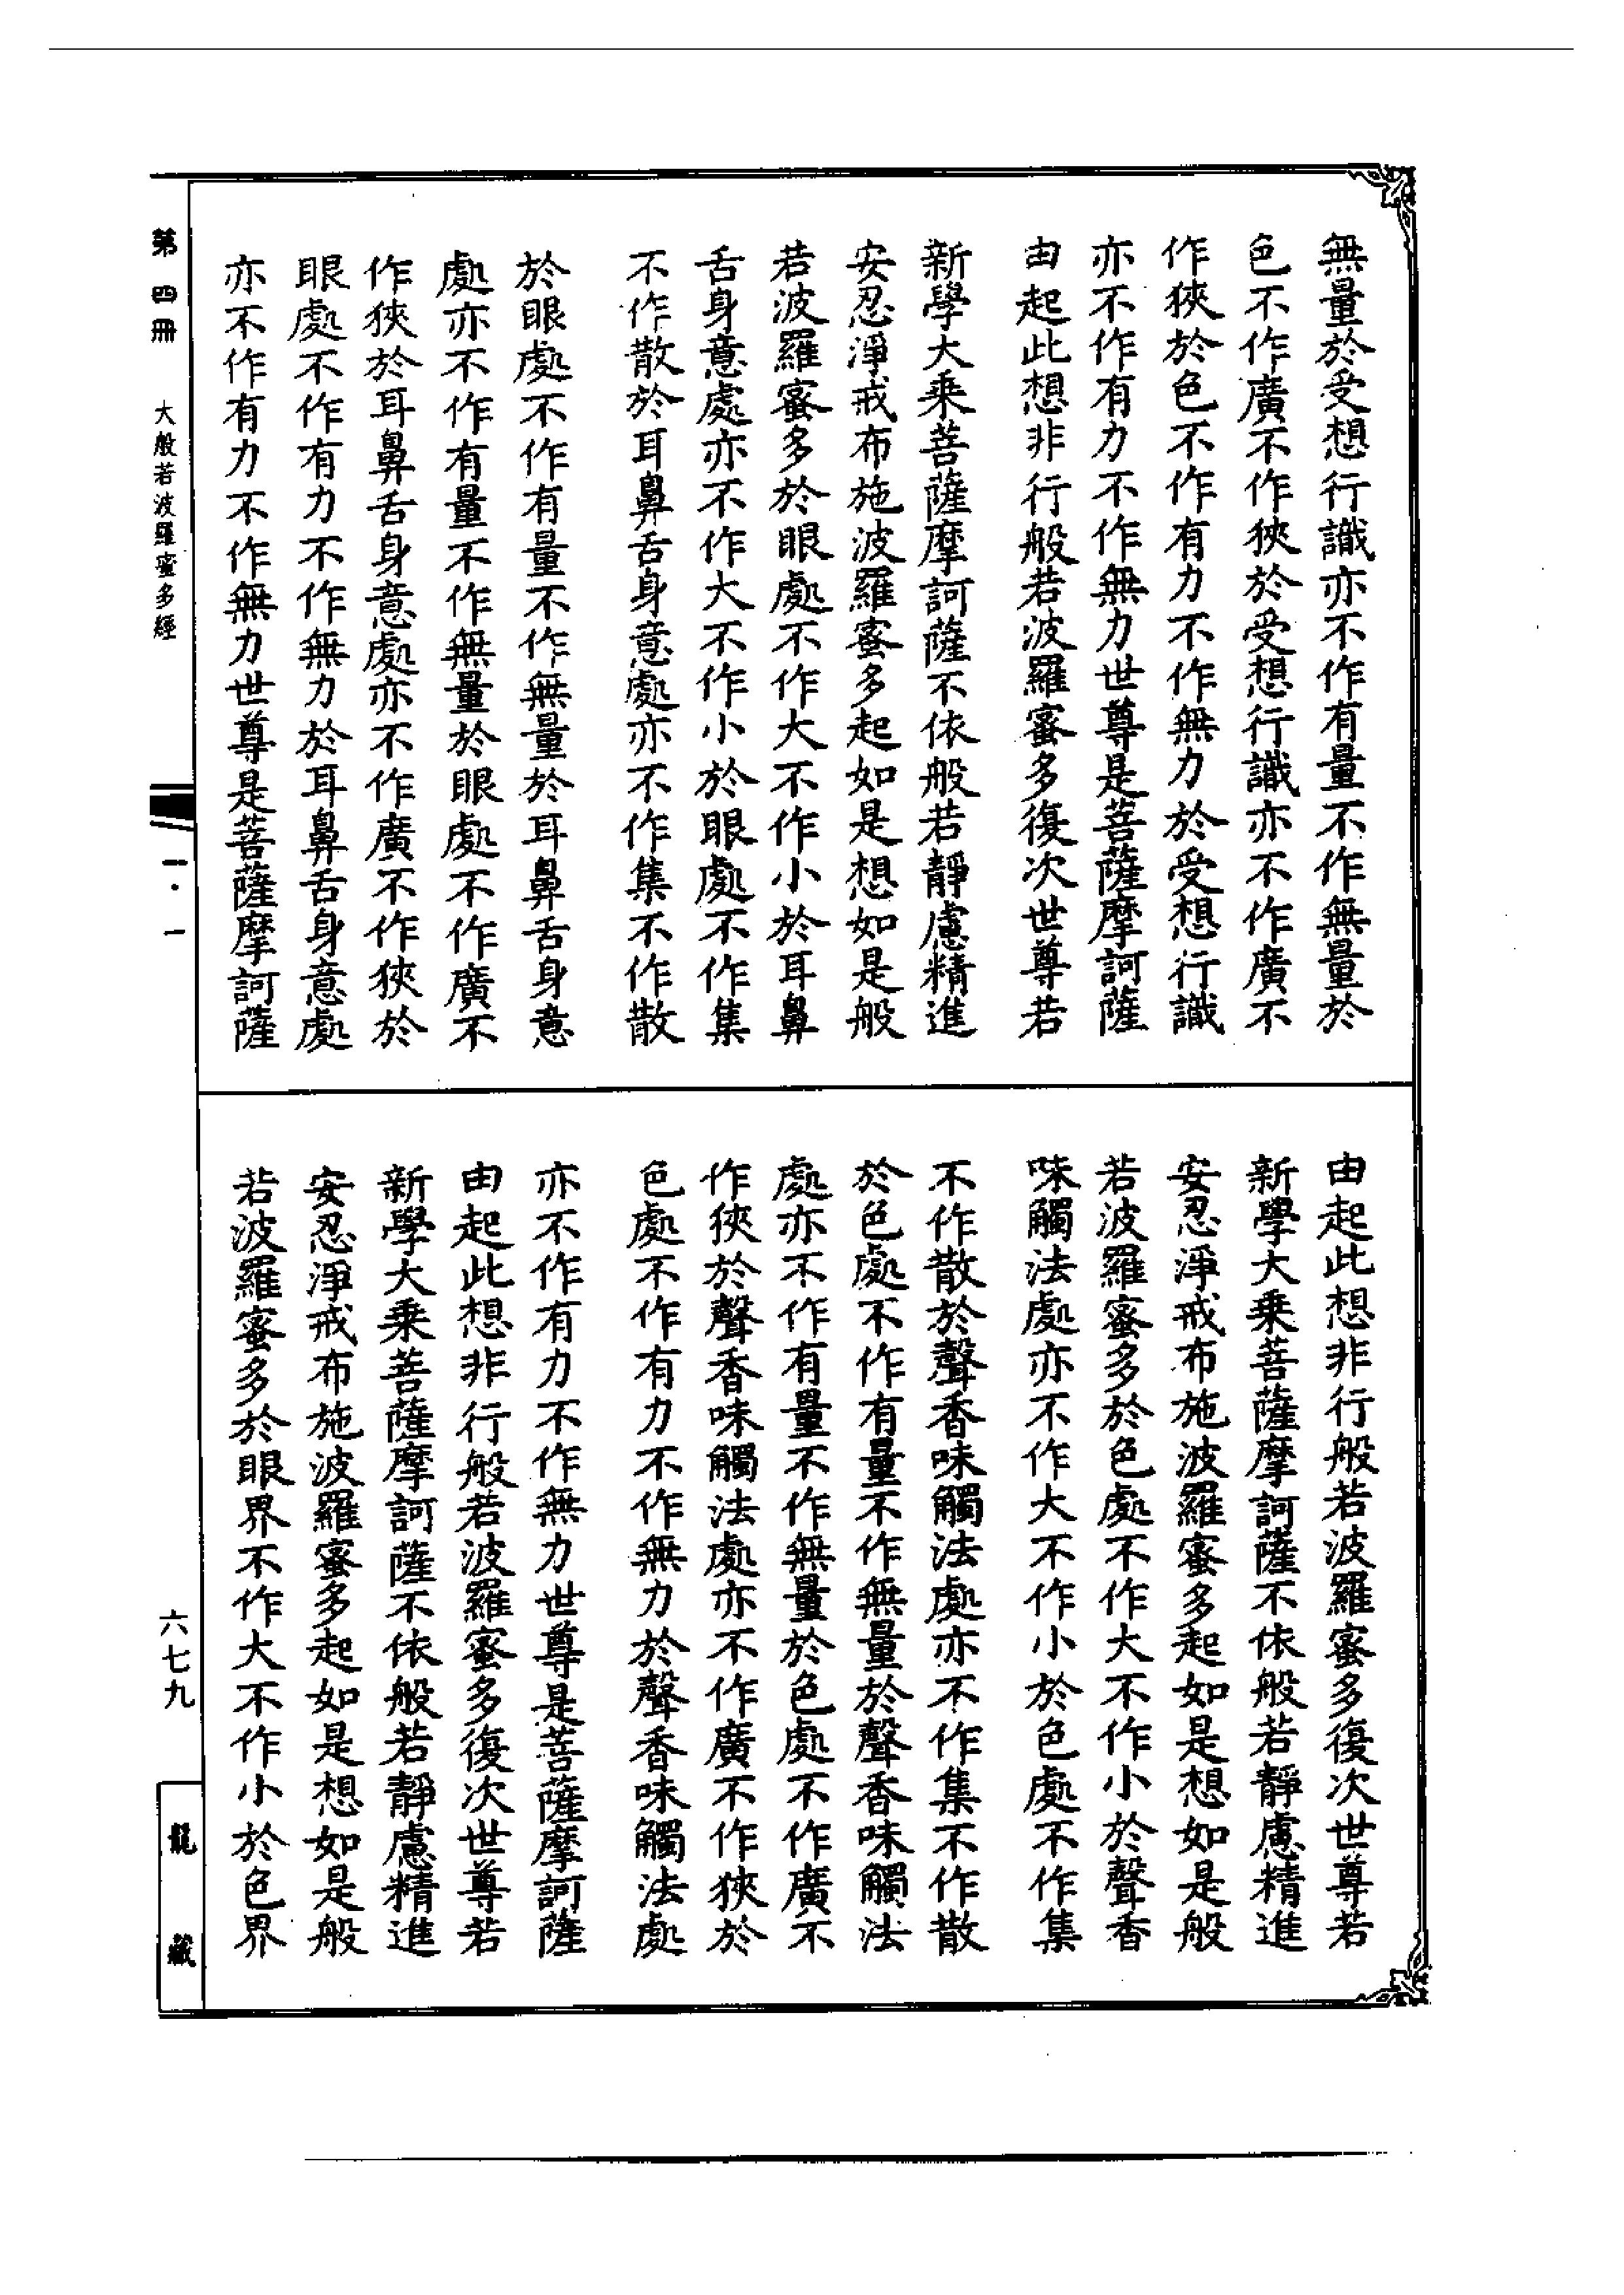 無量於受想行識亦不作有量不作無量於
色不作廣不作狹於受想行識亦不作廣不
作狹於色不作有力不作無力於受想行識
亦不作有力不作無力世尊是菩薩摩訶薩
由起此想非行般若波羅蜜多復次世尊若
新學大乘菩薩摩訶薩不依般若靜慮精進
安忍淨戒布施波羅蜜多起如是想如是般
若波羅蜜多於眼處不作大不作小於耳鼻
舌身意處亦不作大不作小於眼處不作集
不作散於耳鼻舌身意處亦不作集不作散
於眼處不作有量不作無量於耳鼻舌身意
處亦不作有量不作無量於眼處不作廣不
作狹於耳鼻舌身意處亦不作廣不作狹於
眼處不作有力不作無力於耳鼻舌身意處
亦不作有力不作無力世尊是菩薩摩訶薩
由起此想非行般若波羅蜜多復次世尊若
新學大乘菩薩摩訶薩不依般若靜慮精進
安忍淨戒布施波羅蜜多起如是想如是般
若波羅蜜多於色處不作大不作小於聲香
味觸法處亦不作大不作小於色處不作集
不作散於聲香味觸法處亦不作集不作散
於色處不作有量不作無量於聲香味觸法
處亦不作有量不作無量於色處不作廣不
作狹於聲香味觸法處亦不作廣不作狹於
色處不作有力不作無力於聲香味觸法處
亦不作有力不作無力世尊是菩薩摩訶薩
由起此想非行般若波羅蜜多復次世尊若
新學大乘菩薩摩訶薩不依般若靜慮精進
安忍淨戒布施波羅蜜多起如是想如是般
若波羅蜜多於眼界不作大不作小於色界
第四冊 大般若波羅蜜多經 一·一 六七九 龍藏